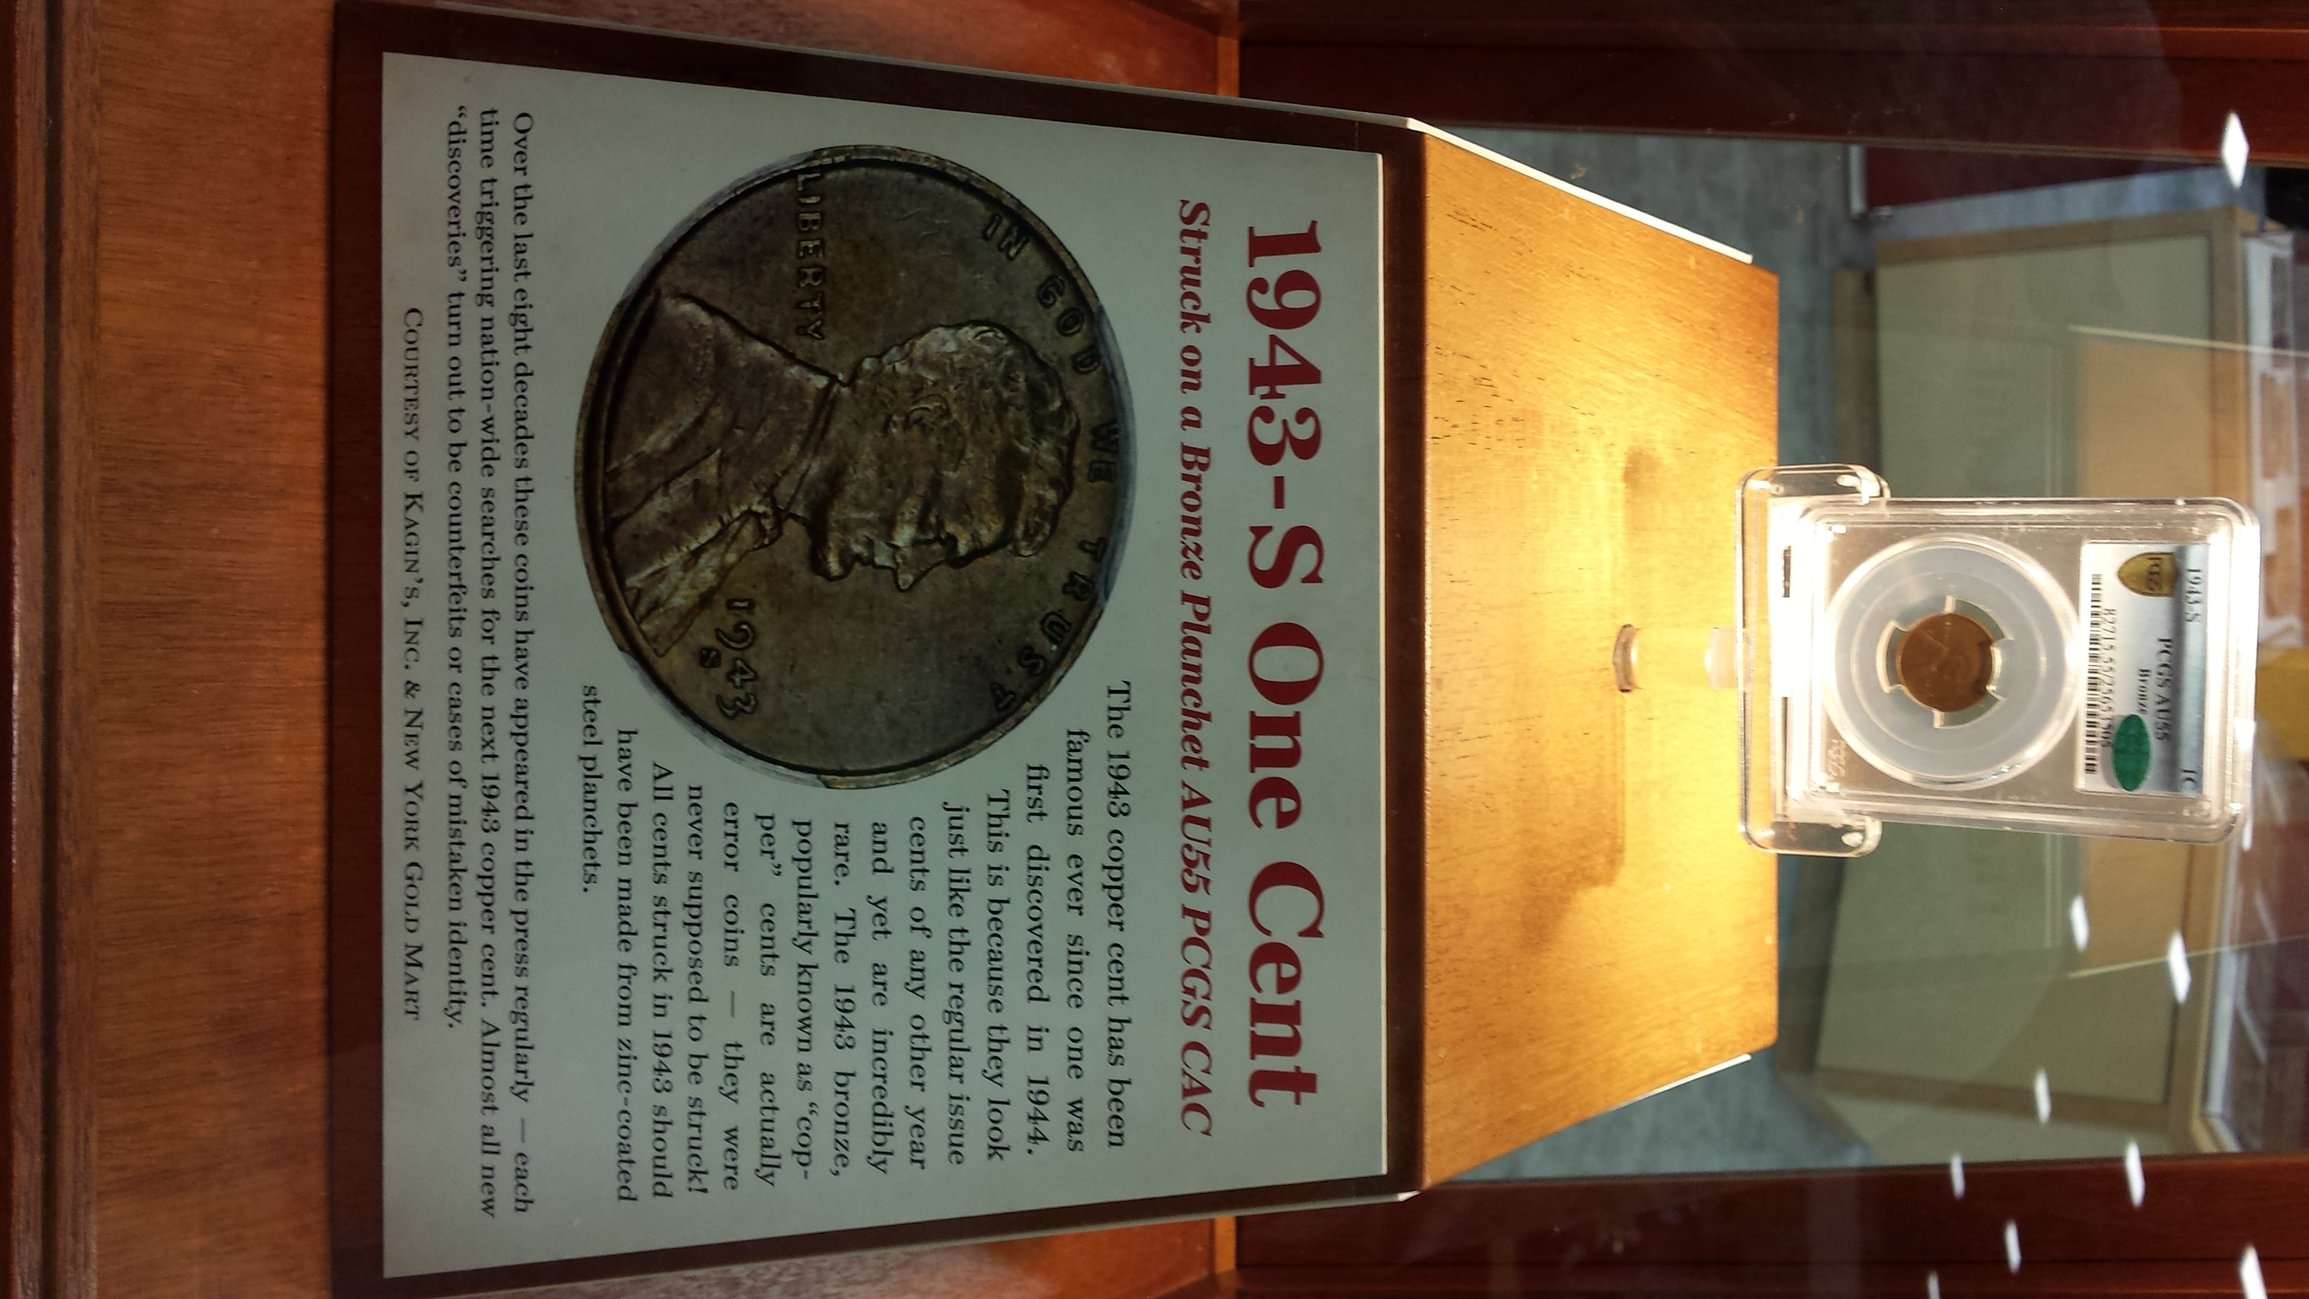 1943-S
1C
PCGS AU55
Bronze
PCGS
1943-S One Cent
Struck on a Bronze Planchet AU55 PCGS CAC
IN GOD WE TRUST
LIBERTY
1943
S
The 1943 copper cent has been
famous ever since one was
first discovered in 1944.
This is because they look
just like the regular issue
cents of any other year
and yet are incredibly
rare. The 1943 bronze,
popularly known as “cop-
per” cents are actually
error coins — they were
never supposed to be struck!
All cents struck in 1943 should
have been made from zinc-coated
steel planchets.
Over the last eight decades these coins have appeared in the press regularly — each
time triggering nation-wide searches for the next 1943 copper cent. Almost all new
“discoveries” turn out to be counterfeits or cases of mistaken identity.
COURTESY OF KAGIN’S, INC. & NEW YORK GOLD MART